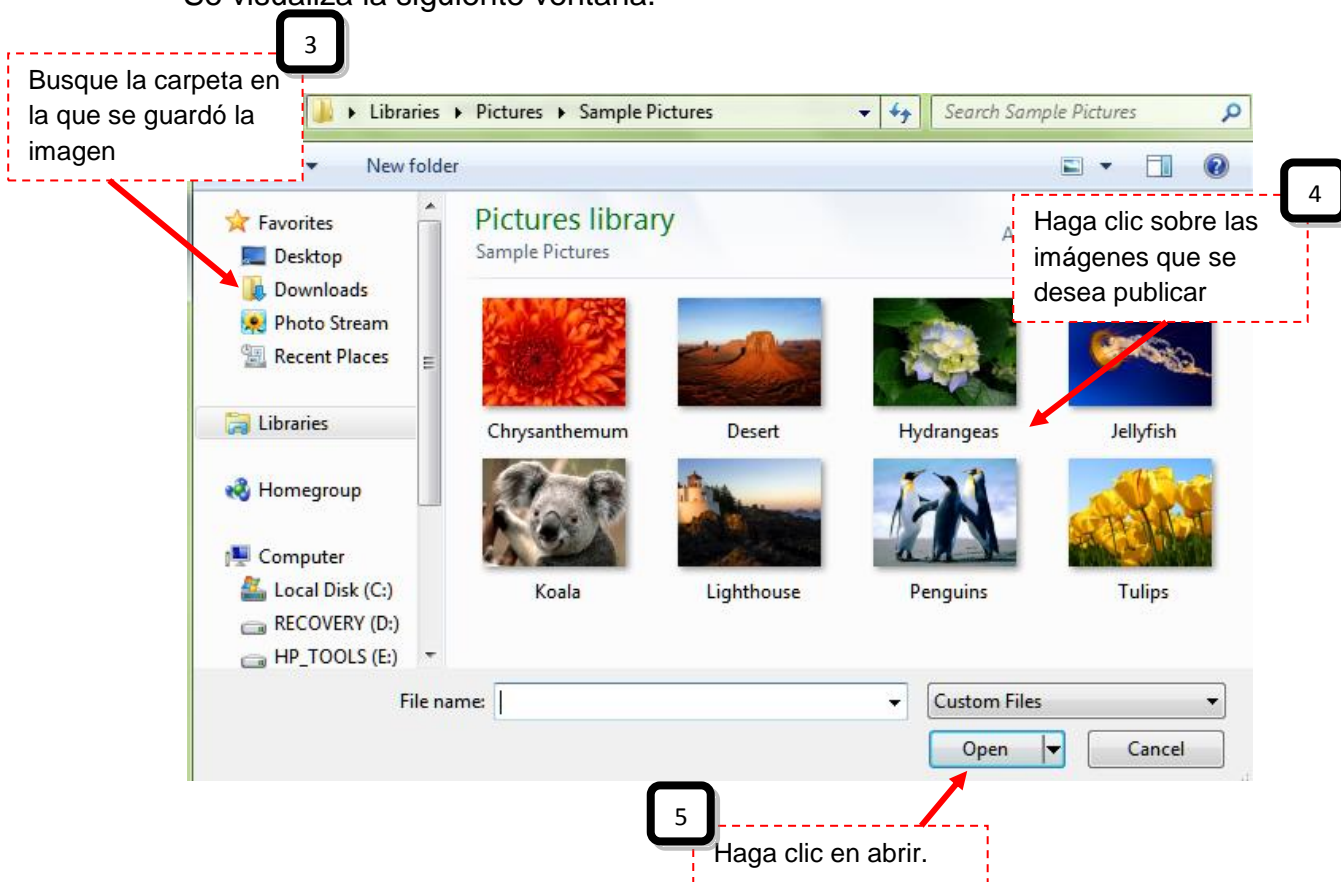 Se visualiza la siguiente ventana:
3
Busque la carpeta en
la que se guardó la
imagen
Libraries Pictures Sample Pictures
Search Sample Pictures
New folder
4
Haga clic sobre las
imágenes que se
desea publicar
Favorites
Desktop
Downloads
Photo Stream
Recent Places
Libraries
Homegroup
Computer
Local Disk (C:)
RECOVERY (D:)
HP_TOOLS (E:)
Pictures library
Sample Pictures
A
Chrysanthemum Desert Hydrangeas Jellyfish
Koala Lighthouse Penguins Tulips
File name:
Custom Files
Open Cancel
5
Haga clic en abrir.